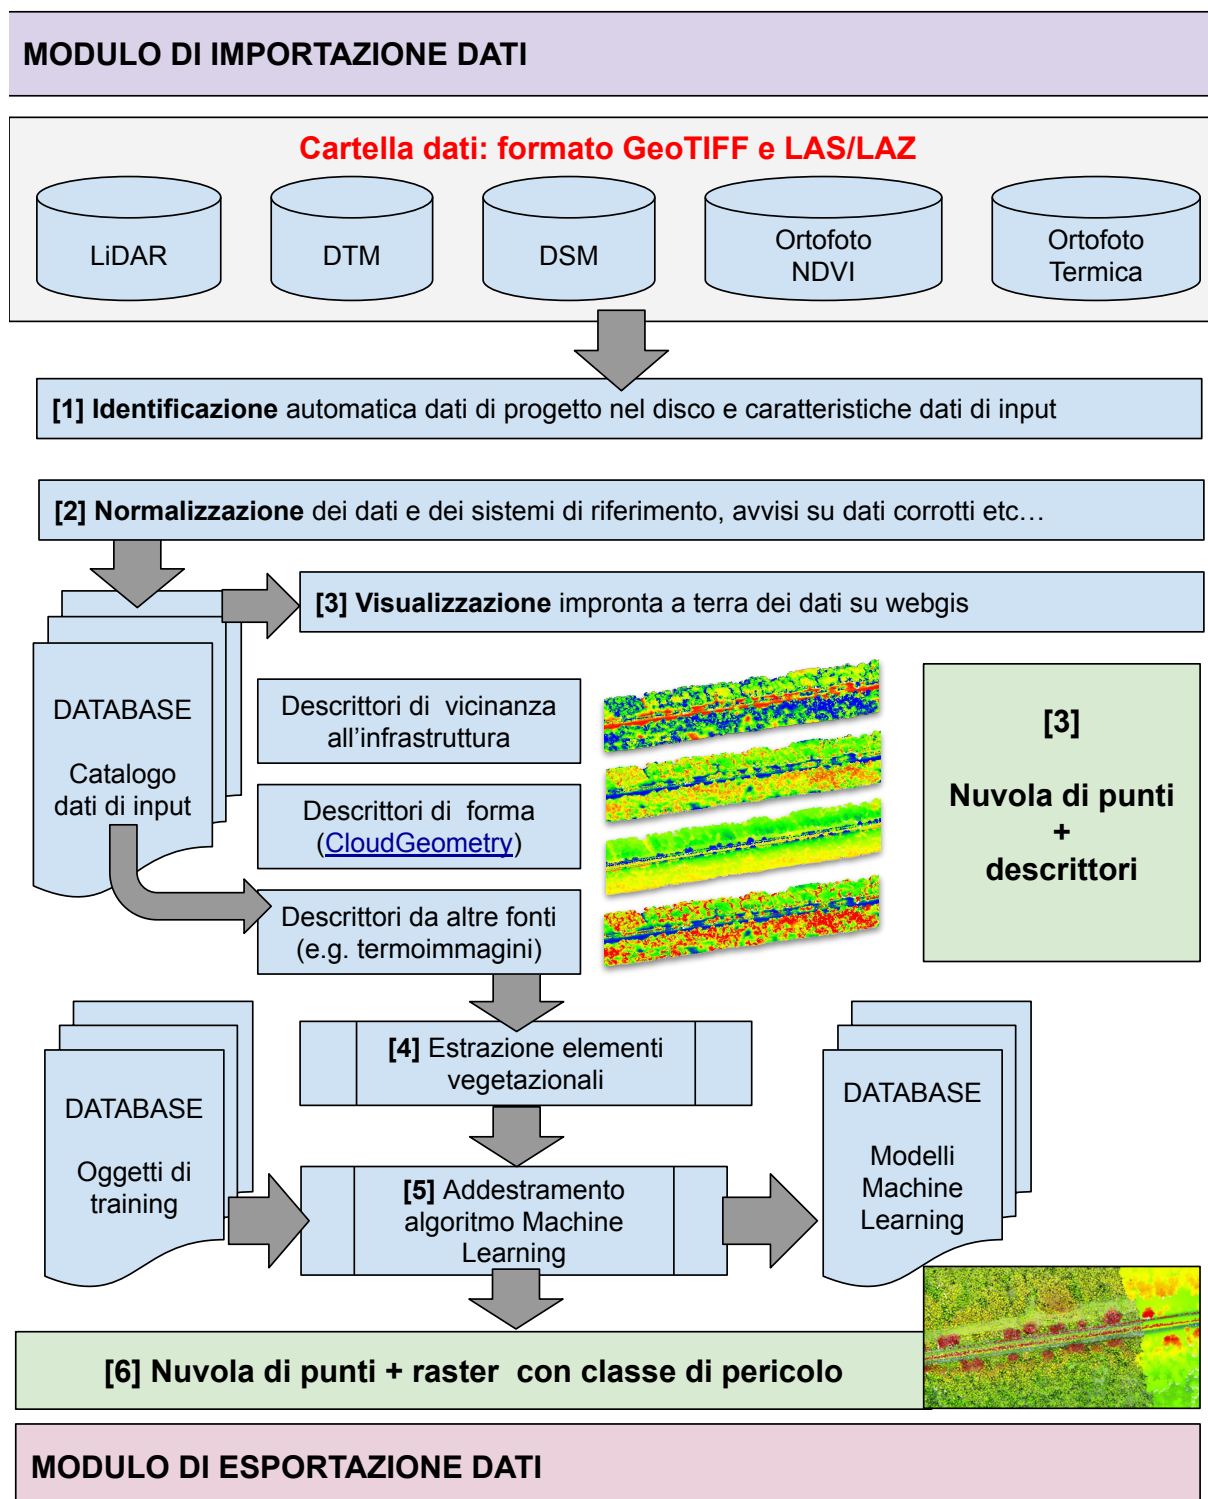 MODULO DI IMPORTAZIONE DATI
Cartella dati: formato GeoTIFF e LAS/LAZ
LiDAR
DTM
DSM
Ortofoto
NDVI
Ortofoto
Termica
[1] Identificazione automatica dati di progetto nel disco e caratteristiche dati di input
[2] Normalizzazione dei dati e dei sistemi di riferimento, avvisi su dati corrotti etc…
[3] Visualizzazione impronta a terra dei dati su webgis
DATABASE
Catalogo
dati di input
Descrittori di vicinanza
all’infrastruttura
Descrittori di forma
(CloudGeometry)
Descrittori da altre fonti
(e.g. termoimmagini)
[3]
Nuvola di punti
+
descrittori
[4] Estrazione elementi
vegetazionali
DATABASE
Oggetti di
training
[5] Addestramento
algoritmo Machine
Learning
DATABASE
Modelli
Machine
Learning
[6] Nuvola di punti + raster con classe di pericolo
MODULO DI ESPORTAZIONE DATI